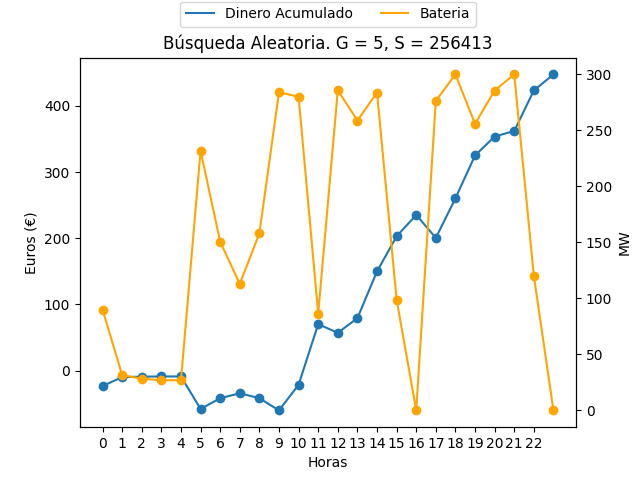 Dinero Acumulado Bateria
Búsqueda Aleatoria. G = 5, S = 256413
400
300
200
100
0
Euros (€)
300
250
200
150
100
50
0
MW
0 1 2 3 4 5 6 7 8 9 10 11 12 13 14 15 16 17 18 19 20 21 22
Horas